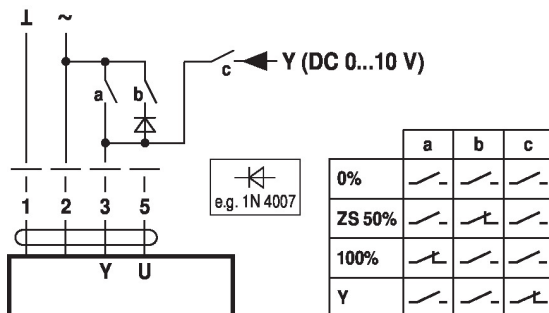 ⊥ ~
a b c Y (DC 0...10 V)
1 2 3 5
Y U
e.g. 1N 4007
a b c
0%
ZS 50%
100%
Y